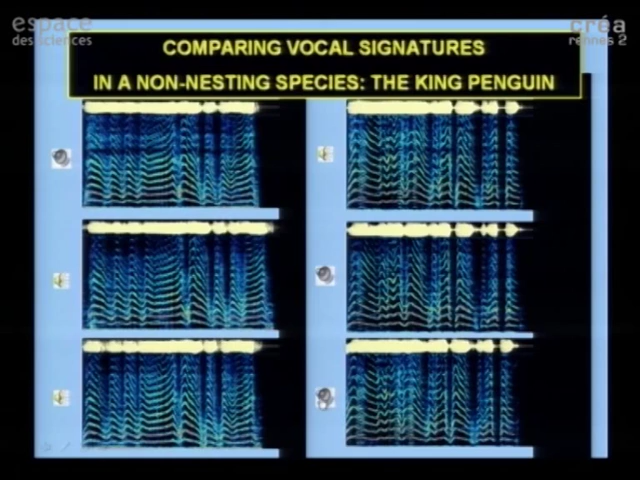 espace
des sciences
créa
rennes 2
COMPARING VOCAL SIGNATURES
IN A NON-NESTING SPECIES: THE KING PENGUIN